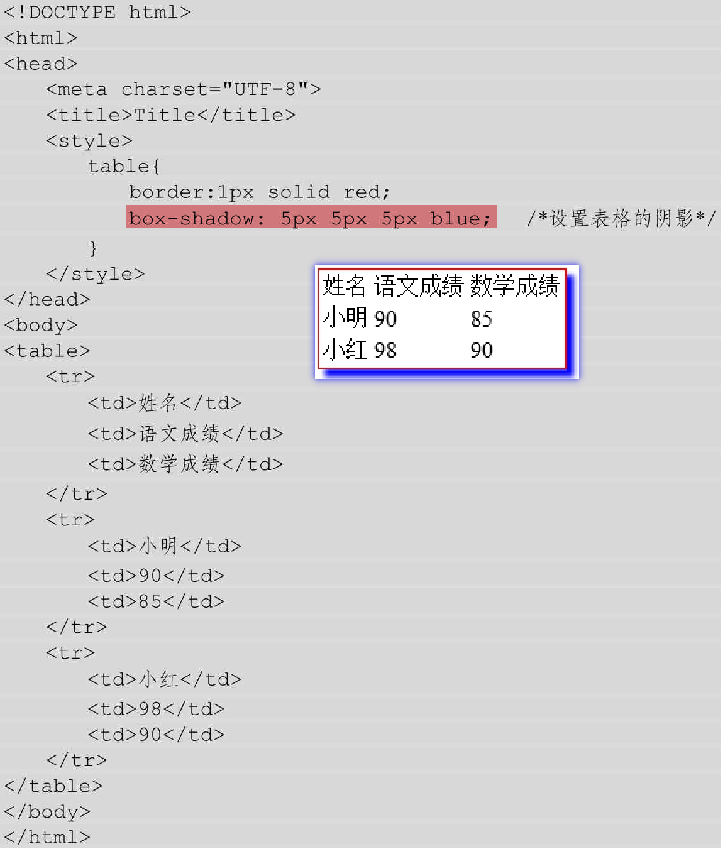 <!DOCTYPE html>
<html>
<head>
<meta charset="UTF-8">
<title>Title</title>
<style>
table{
border:1px solid red;
box-shadow: 5px 5px 5px blue; /*设置表格的阴影*/
}
</style>
</head>
<body>
<table>
<tr>
<td>姓名</td>
<td>语文成绩</td>
<td>数学成绩</td>
</tr>
<tr>
<td>小明</td>
<td>90</td>
<td>85</td>
</tr>
<tr>
<td>小红</td>
<td>98</td>
<td>90</td>
</tr>
</table>
</body>
</html>
姓名 语文成绩 数学成绩
小明 90 85
小红 98 90